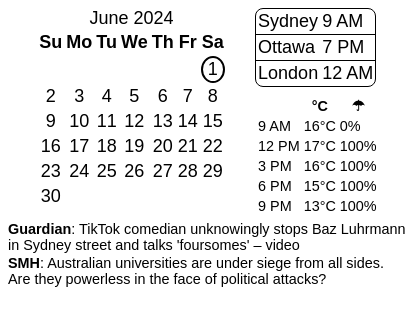 June 2024
Su Mo Tu We Th Fr Sa
1
2 3 4 5 6 7 8
9 10 11 12 13 14 15
16 17 18 19 20 21 22
23 24 25 26 27 28 29
30
Sydney 9 AM
Ottawa 7 PM
London 12 AM
°C ☂
9 AM 16°C 0%
12 PM 17°C 100%
3 PM 16°C 100%
6 PM 15°C 100%
9 PM 13°C 100%
Guardian: TikTok comedian unknowingly stops Baz Luhrmann
in Sydney street and talks 'foursomes' – video
SMH: Australian universities are under siege from all sides.
Are they powerless in the face of political attacks?